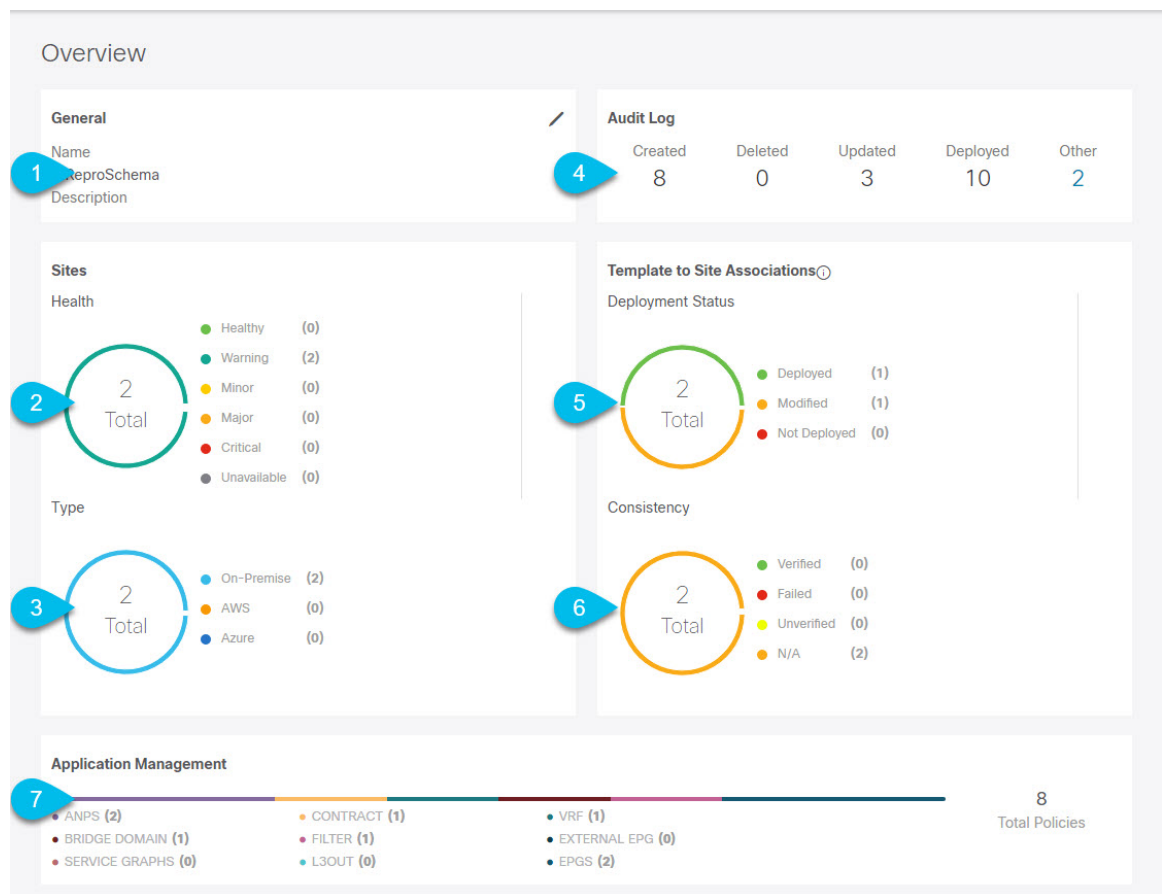 Overview
General
Name
1
ReproSchema
Description
Audit Log
Created Deleted Updated Deployed Other
4
8 0 3 10 2
Sites
Health
2
2
Total
Healthy (0)
Warning (2)
Minor (0)
Major (0)
Critical (0)
Unavailable (0)
Type
3
2
Total
On-Premise (2)
AWS (0)
Azure (0)
Template to Site Associations
Deployment Status
5
2
Total
Deployed (1)
Modified (1)
Not Deployed (0)
Consistency
6
2
Total
Verified (0)
Failed (0)
Unverified (0)
N/A (2)
Application Management
7
ANPS (2) CONTRACT (1) VRF (1)
BRIDGE DOMAIN (1) FILTER (1) EXTERNAL EPG (0)
SERVICE GRAPHS (0) L3OUT (0) EPGS (2)
8
Total Policies